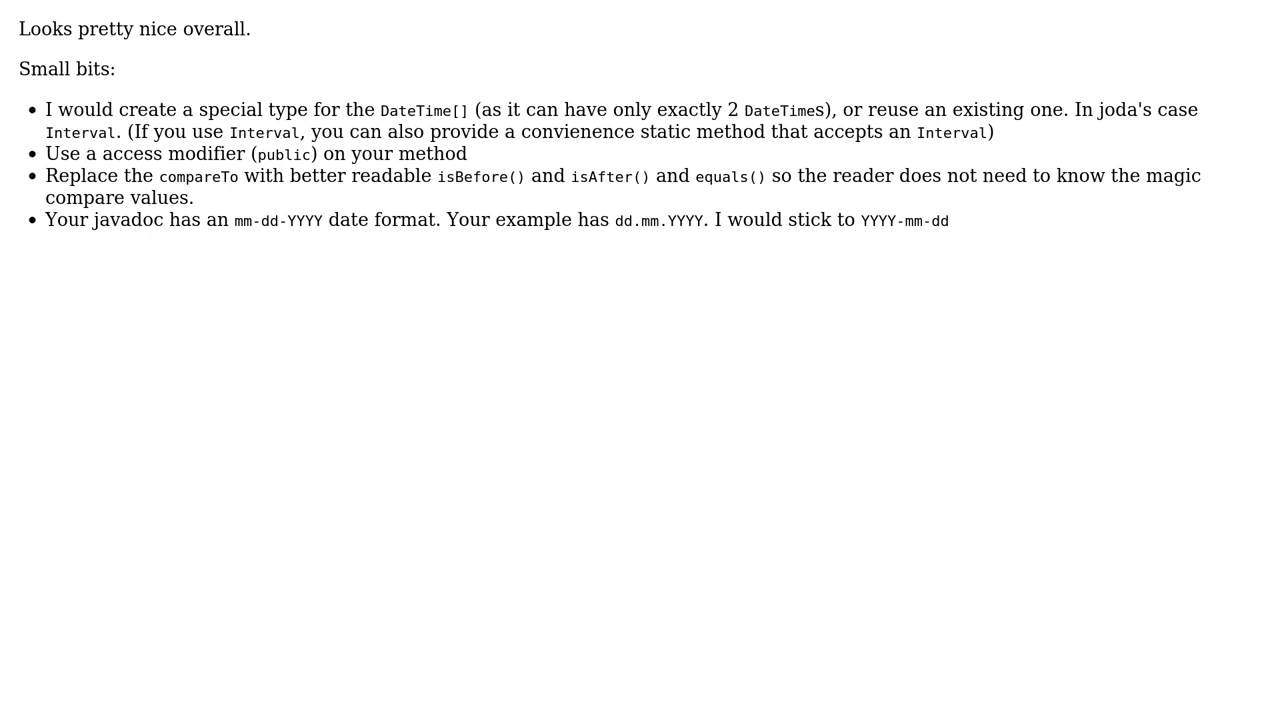 Looks pretty nice overall.
Small bits:
• I would create a special type for the DateTime[] (as it can have only exactly 2 DateTimes), or reuse an existing one. In joda's case
Interval. (If you use Interval, you can also provide a convienence static method that accepts an Interval)
• Use a access modifier (public) on your method
• Replace the compareTo with better readable isBefore() and isAfter() and equals() so the reader does not need to know the magic
compare values.
• Your javadoc has an mm-dd-YYYY date format. Your example has dd.mm.YYYY. I would stick to YYYY-mm-dd